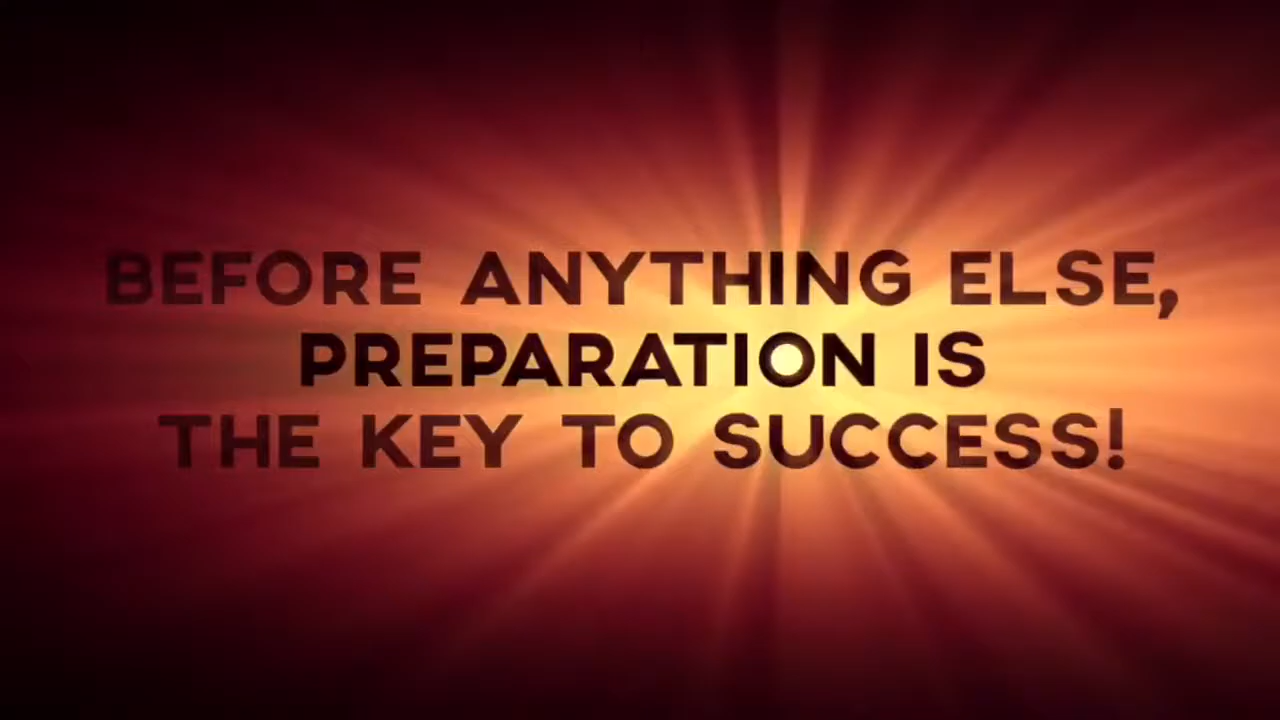 BEFORE ANYTHING ELSE,
PREPARATION IS
THE KEY TO SUCCESS!